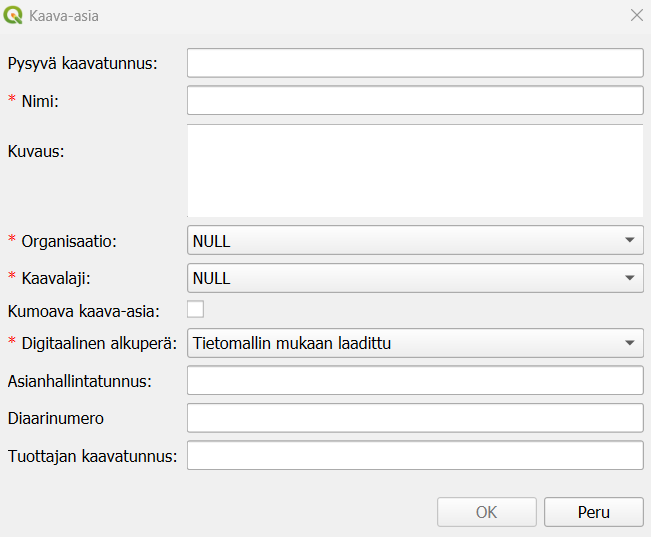 Kaava-asia
Pysyvä kaavatunnus:
* Nimi:
Kuvaus:
* Organisaatio: NULL
* Kaavalaji: NULL
Kumoava kaava-asia:
* Digitaalinen alkuperä: Tietomallin mukaan laadittu
Asianhallintatunnus:
Diaarinumero
Tuottajan kaavatunnus:
OK Peru